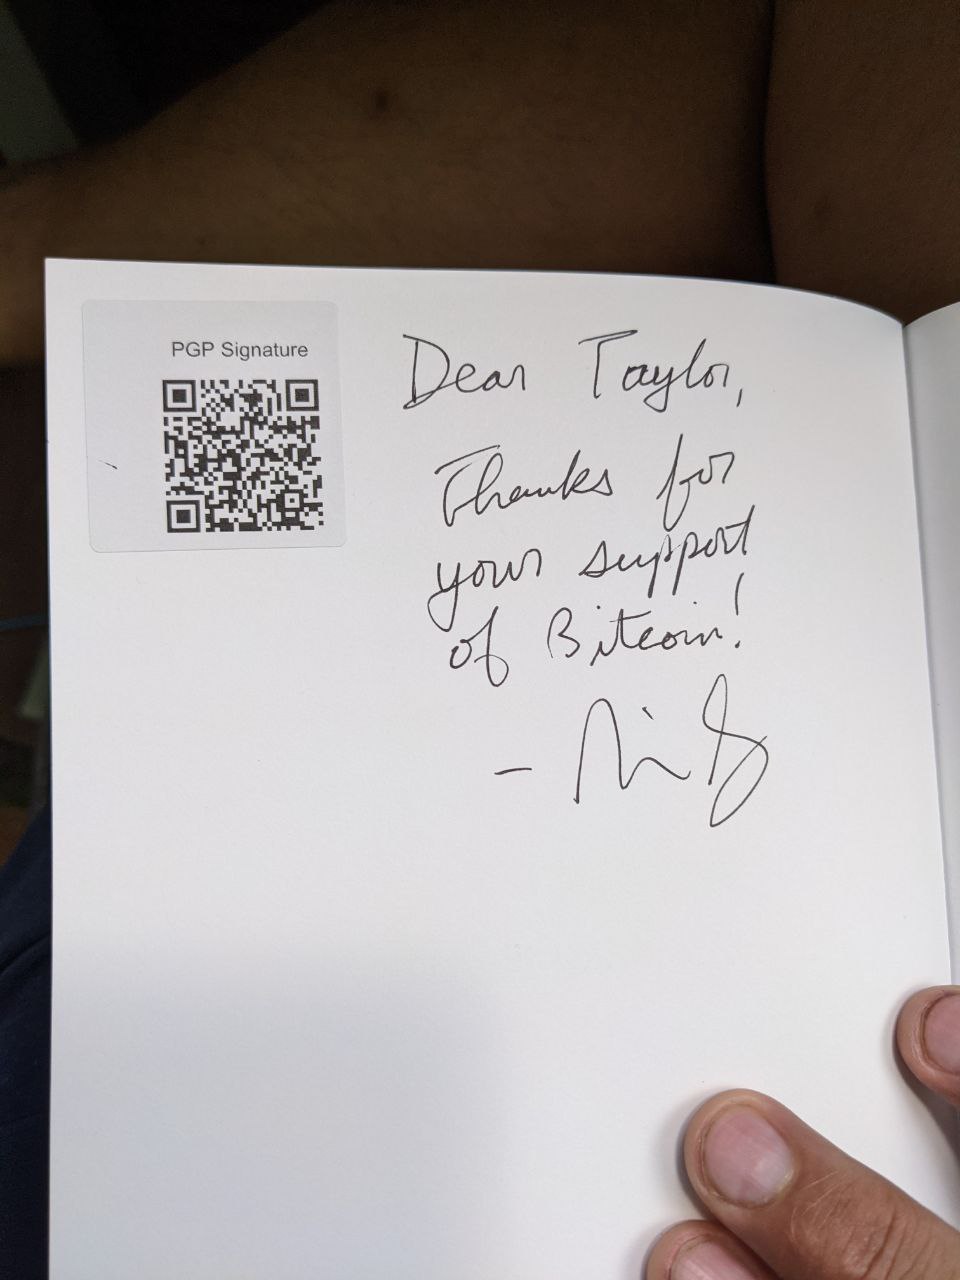 PGP Signature
Dear Taylor,
Thanks for
your support
of Bitcoin!